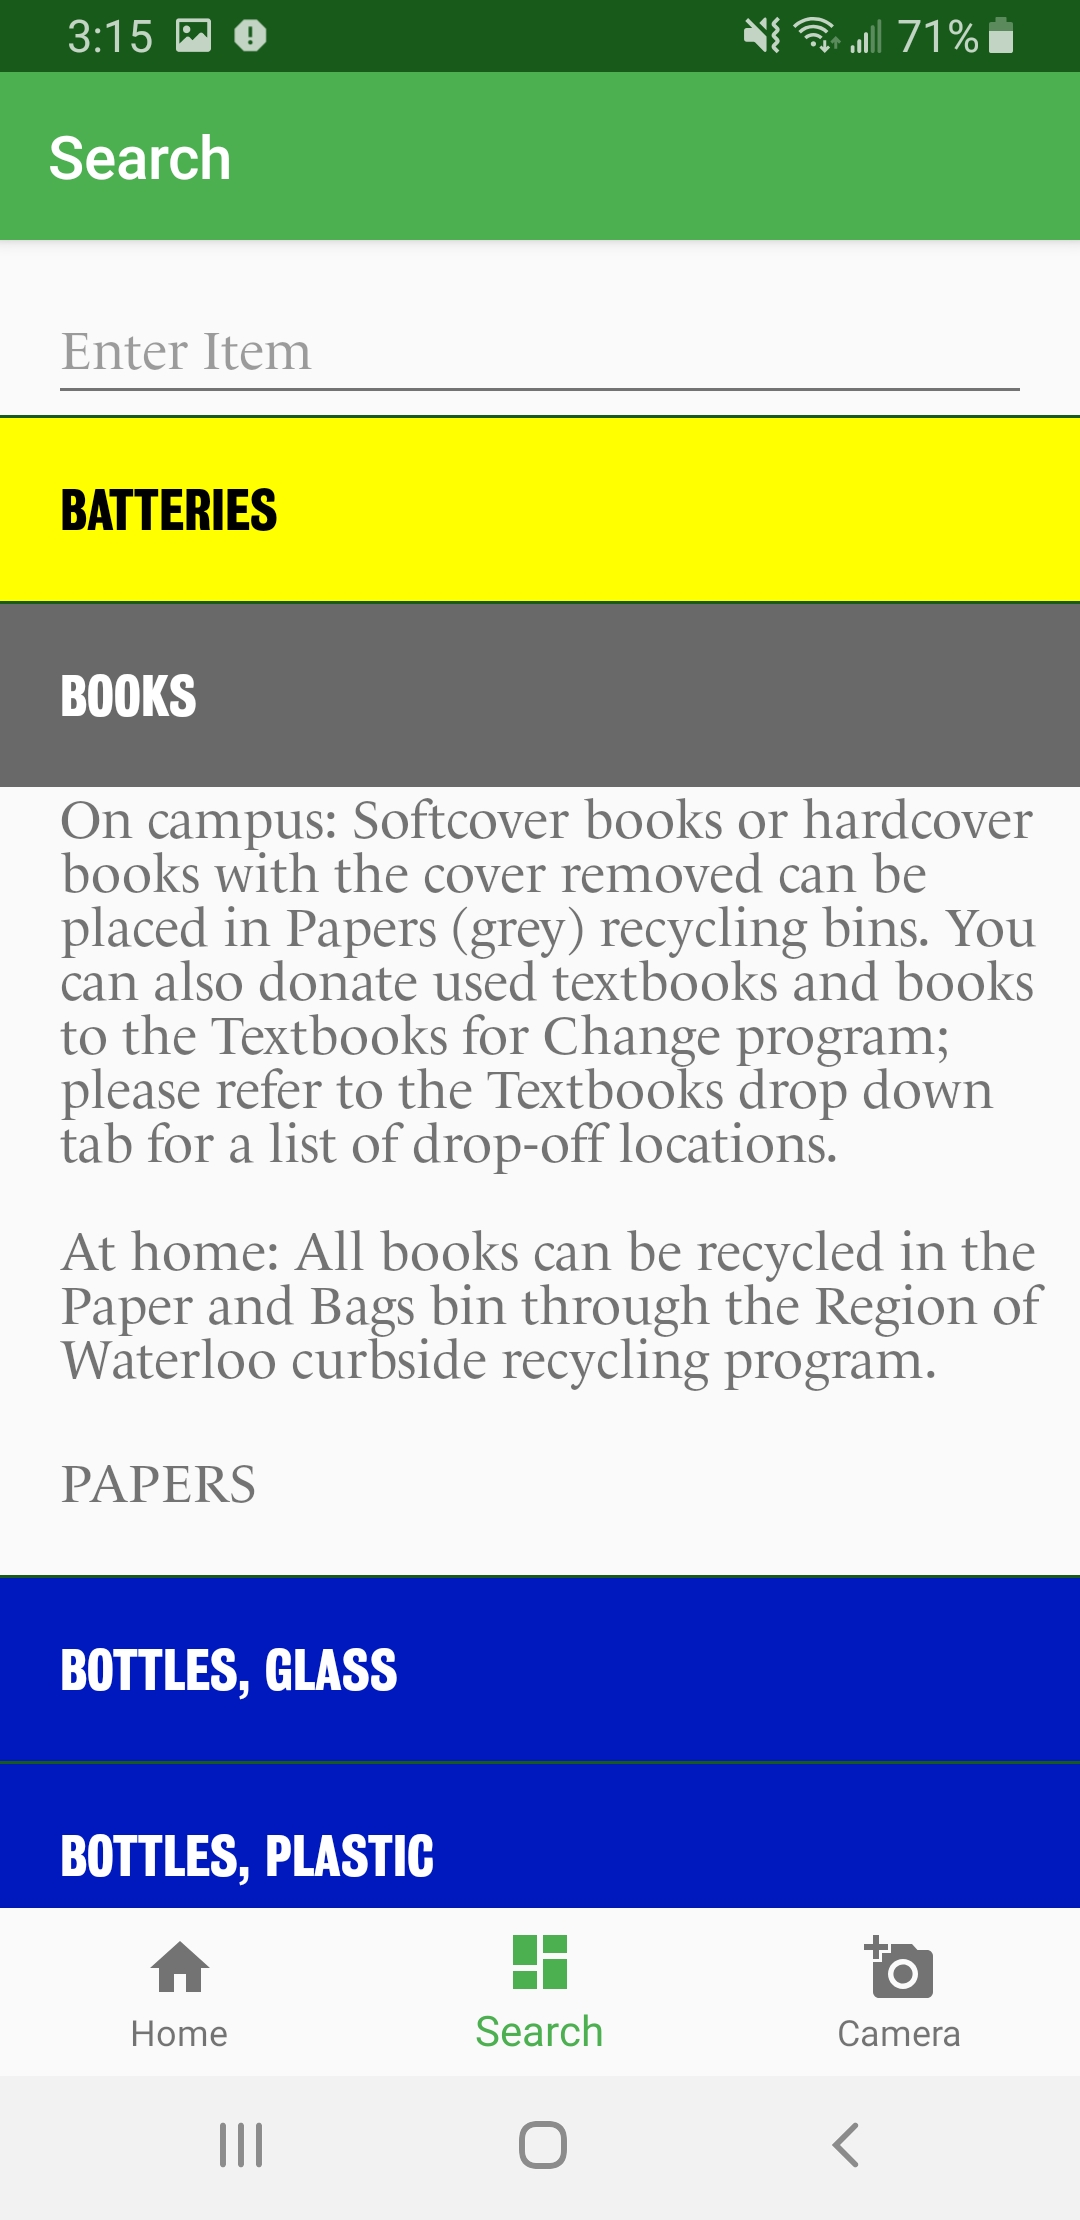 3:15
71%
Search
Enter Item
BATTERIES
BOOKS
On campus: Softcover books or hardcover
books with the cover removed can be
placed in Papers (grey) recycling bins. You
can also donate used textbooks and books
to the Textbooks for Change program;
please refer to the Textbooks drop down
tab for a list of drop-off locations.
At home: All books can be recycled in the
Paper and Bags bin through the Region of
Waterloo curbside recycling program.
PAPERS
BOTTLES, GLASS
BOTTLES, PLASTIC
Home
Search
Camera